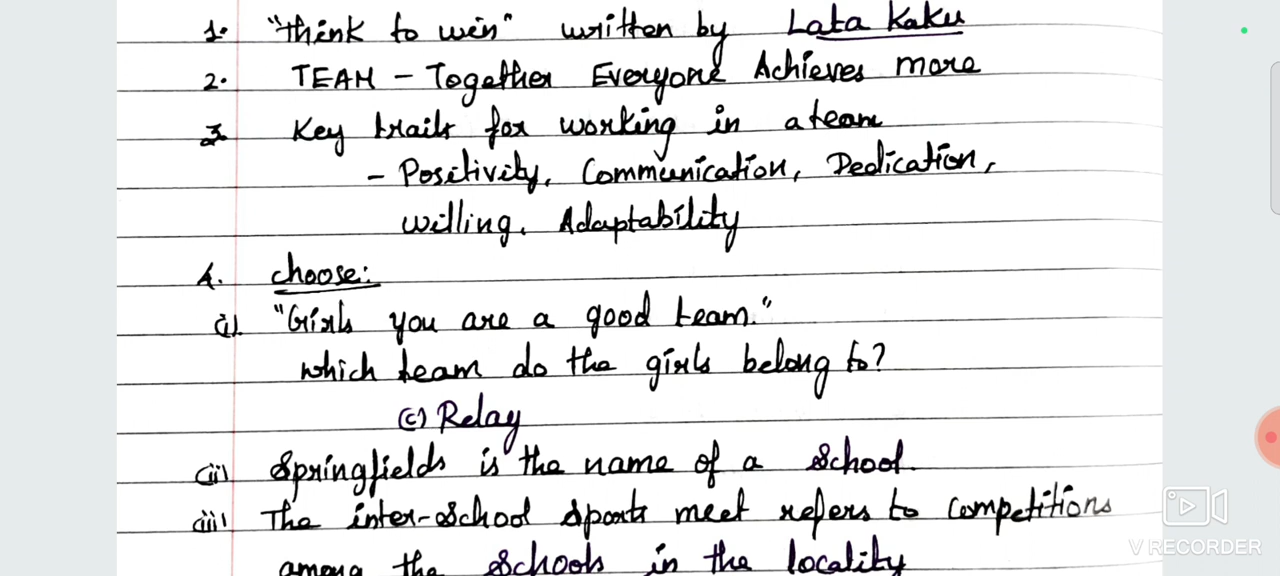 1. "Think to win" written by Lata Kaku
2. TEAM - Together Everyone Achieves more
3 Key traits for working in a team
- Positivity, Communication, Dedication,
willing, Adaptability
4. choose:
(i) "Girls you are a good team."
which team do the girls belong to?
(c) Relay
(ii) Springfields is the name of a School.
(iii) The inter-School Sports meet refers to competitions
among the Schools in the locality
V RECORDER